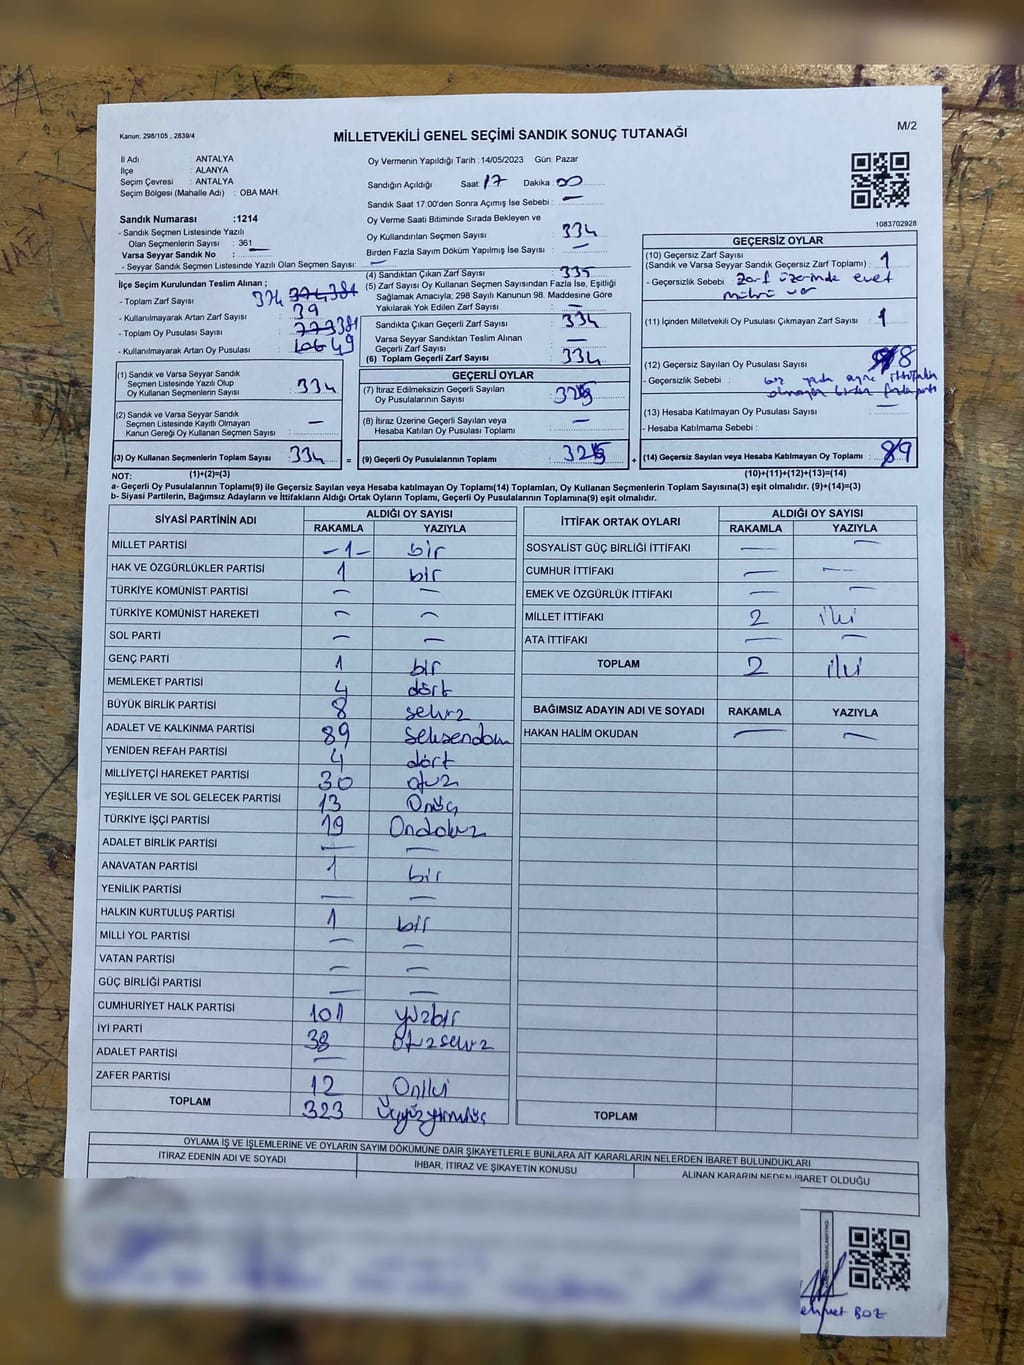 Kanun; 298/105 , 2839/4
MİLLETVEKİLİ GENEL SEÇİMİ SANDIK SONUÇ TUTANAĞI
M/2
İl Adı : ANTALYA
İlçe : ALANYA
Seçim Çevresi : ANTALYA
Seçim Bölgesi (Mahalle Adı) : OBA MAH.
Sandık Numarası :1214
- Sandık Seçmen Listesinde Yazılı
Olan Seçmenlerin Sayısı : 361
Varsa Seyyar Sandık No :
- Seyyar Sandık Seçmen Listesinde Yazılı Olan Seçmen Sayısı: —
İlçe Seçim Kurulundan Teslim Alınan ;
- Toplam Zarf Sayısı :
- Kullanılmayarak Artan Zarf Sayısı : 39
- Toplam Oy Pusulası Sayısı : 381
- Kullanılmayarak Artan Oy Pusulası : 49
Oy Vermenin Yapıldığı Tarih : 14/05/2023 Gün: Pazar
Sandığın Açıldığı Saat: 17 Dakika: 00
Sandık Saat 17:00'den Sonra Açımış İse Sebebi : —
Oy Verme Saati Bitiminde Sırada Bekleyen ve
Oy Kullandırılan Seçmen Sayısı : 334
Birden Fazla Sayım Döküm Yapılmış İse Sayısı : —
(4) Sandıktan Çıkan Zarf Sayısı : 335
(5) Zarf Sayısı Oy Kullanan Seçmen Sayısından Fazla İse, Eşitliği
Sağlamak Amacıyla; 298 Sayılı Kanunun 98. Maddesine Göre
Yakılarak Yok Edilen Zarf Sayısı : —
Sandıkta Çıkan Geçerli Zarf Sayısı : 334
Varsa Seyyar Sandıktan Teslim Alınan
Geçerli Zarf Sayısı : —
(6) Toplam Geçerli Zarf Sayısı : 334
1083702928
GEÇERSİZ OYLAR
(10) Geçersiz Zarf Sayısı : 1
(Sandık ve Varsa Seyyar Sandık Geçersiz Zarf Toplamı)
- Geçersizlik Sebebi : Zarf üzerinde evet
mührü var
(11) İçinden Milletvekili Oy Pusulası Çıkmayan Zarf Sayısı : 1
(12) Geçersiz Sayılan Oy Pusulası Sayısı : 8
- Geçersizlik Sebebi :
(13) Hesaba Katılmayan Oy Pusulası Sayısı : —
- Hesaba Katılmama Sebebi :
(14) Geçersiz Sayılan veya Hesaba Katılmayan Oy Toplamı : 9
(1) Sandık ve Varsa Seyyar Sandık
Seçmen Listesinde Yazılı Olup
Oy Kullanan Seçmenlerin Sayısı : 334
(2) Sandık ve Varsa Seyyar Sandık
Seçmen Listesinde Kayıtlı Olmayan
Kanun Gereği Oy Kullanan Seçmen Sayısı : —
(3) Oy Kullanan Seçmenlerin Toplam Sayısı : 334 =
GEÇERLİ OYLAR
(7) İtiraz Edilmeksizin Geçerli Sayılan
Oy Pusulalarının Sayısı : 325
(8) İtiraz Üzerine Geçerli Sayılan veya
Hesaba Katılan Oy Pusulası Toplamı : —
(9) Geçerli Oy Pusulalarının Toplamı : 325 +
NOT: (1)+(2)=(3) (10)+(11)+(12)+(13)=(14)
a- Geçerli Oy Pusulalarının Toplamı(9) ile Geçersiz Sayılan veya Hesaba katılmayan Oy Toplamı(14) Toplamları, Oy Kullanan Seçmenlerin Toplam Sayısına(3) eşit olmalıdır. (9)+(14)=(3)
b- Siyasi Partilerin, Bağımsız Adayların ve İttifakların Aldığı Ortak Oyların Toplamı, Geçerli Oy Pusulalarının Toplamına(9) eşit olmalıdır.
SİYASİ PARTİNİN ADI ALDIĞI OY SAYISI
RAKAMLA YAZIYLA
MİLLET PARTİSİ -1- bir
HAK VE ÖZGÜRLÜKLER PARTİSİ 1 bir
TÜRKİYE KOMÜNİST PARTİSİ — —
TÜRKİYE KOMÜNİST HAREKETİ — —
SOL PARTİ — —
GENÇ PARTİ 1 bir
MEMLEKET PARTİSİ 4 dört
BÜYÜK BİRLİK PARTİSİ 8 sekiz
ADALET VE KALKINMA PARTİSİ 89 seksendokuz
YENİDEN REFAH PARTİSİ 4 dört
MİLLİYETÇİ HAREKET PARTİSİ 30 otuz
YEŞİLLER VE SOL GELECEK PARTİSİ 13 Onüç
TÜRKİYE İŞÇİ PARTİSİ 19 Ondokuz
ADALET BİRLİK PARTİSİ — —
ANAVATAN PARTİSİ 1 bir
YENİLİK PARTİSİ — —
HALKIN KURTULUŞ PARTİSİ 1 bir
MİLLİ YOL PARTİSİ — —
VATAN PARTİSİ — —
GÜÇ BİRLİĞİ PARTİSİ — —
CUMHURİYET HALK PARTİSİ 101 yüzbir
İYİ PARTİ 38 otuzsekiz
ADALET PARTİSİ —
ZAFER PARTİSİ 12 Oniki
TOPLAM 323 Üçyüzyirmiüç
İTTİFAK ORTAK OYLARI ALDIĞI OY SAYISI
RAKAMLA YAZIYLA
SOSYALİST GÜÇ BİRLİĞİ İTTİFAKI — —
CUMHUR İTTİFAKI — —
EMEK VE ÖZGÜRLÜK İTTİFAKI — —
MİLLET İTTİFAKI 2 iki
ATA İTTİFAKI — —
TOPLAM 2 iki
BAĞIMSIZ ADAYIN ADI VE SOYADI RAKAMLA YAZIYLA
HAKAN HALİM OKUDAN — —
TOPLAM
OYLAMA İŞ VE İŞLEMLERİNE VE OYLARIN SAYIM DÖKÜMÜNE DAİR ŞİKAYETLERLE BUNLARA AİT KARARLARIN NELERDEN İBARET BULUNDUKLARI
İTİRAZ EDENİN ADI VE SOYADI İHBAR, İTİRAZ VE ŞİKAYETİN KONUSU ALINAN KARARIN NEDEN İBARET OLDUĞU
BOZ